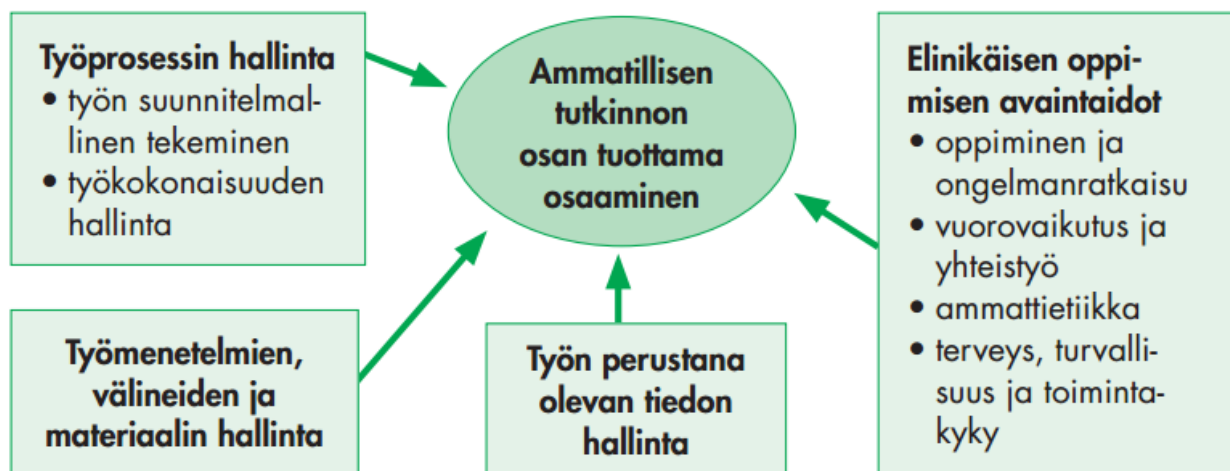 Työprosessin hallinta
• työn suunnitelmal-
linen tekeminen
• työkokonaisuuden
hallinta
Ammatillisen
tutkinnon
osan tuottama
osaaminen
Elinikäisen oppi-
misen avaintaidot
• oppiminen ja
ongelmanratkaisu
• vuorovaikutus ja
yhteistyö
• ammattietiikka
• terveys, turvalli-
suus ja toiminta-
kyky
Työmenetelmien,
välineiden ja
materiaalin hallinta
Työn perustana
olevan tiedon
hallinta